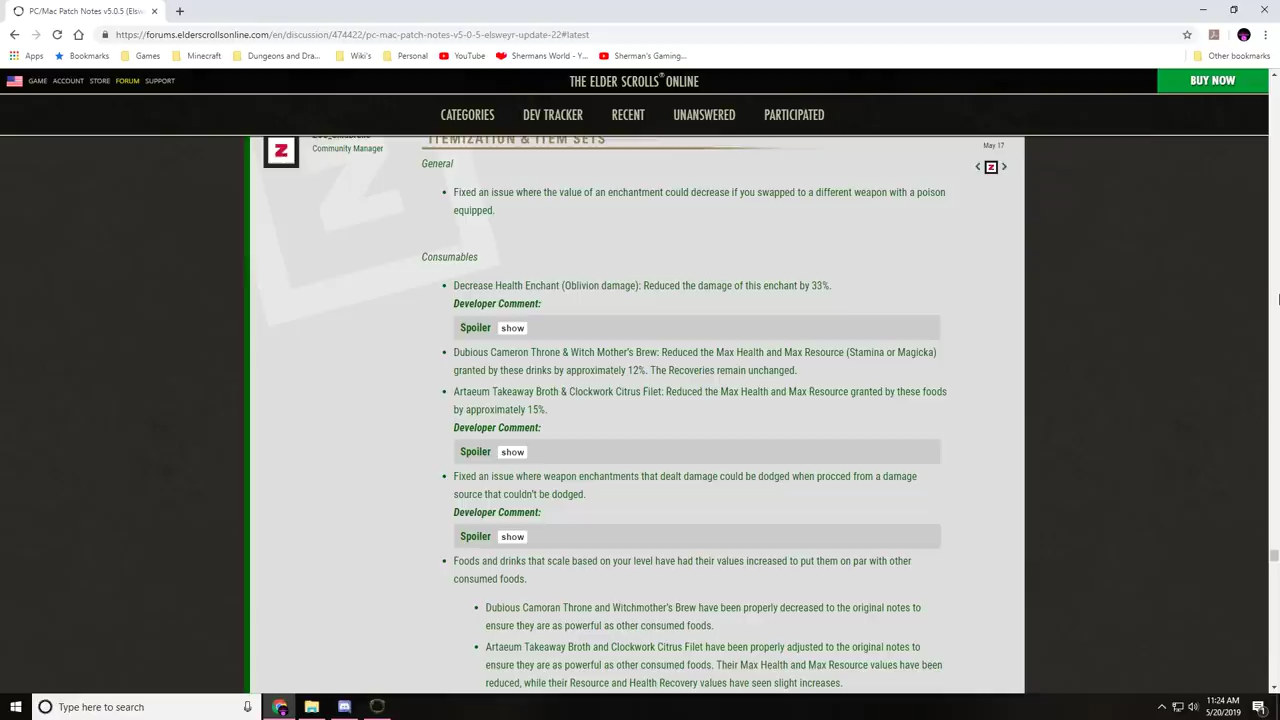 PC/Mac Patch Notes v5.0.5 (Elsw
https://forums.elderscrollsonline.com/en/discussion/474422/pc-mac-patch-notes-v5-0-5-elsweyr-update-22#latest
Apps Bookmarks Games Minecraft Dungeons and Dra... Wiki's Personal YouTube Shermans World - Y... Sherman's Gaming... Other bookmarks
GAME ACCOUNT STORE FORUM SUPPORT
THE ELDER SCROLLS® ONLINE
BUY NOW
CATEGORIES DEV TRACKER RECENT UNANSWERED PARTICIPATED
ITEMIZATION & ITEM SETS
Community Manager
May 17
General
• Fixed an issue where the value of an enchantment could decrease if you swapped to a different weapon with a poison
equipped.
Consumables
• Decrease Health Enchant (Oblivion damage): Reduced the damage of this enchant by 33%.
Developer Comment:
Spoiler show
• Dubious Cameron Throne & Witch Mother's Brew: Reduced the Max Health and Max Resource (Stamina or Magicka)
granted by these drinks by approximately 12%. The Recoveries remain unchanged.
• Artaeum Takeaway Broth & Clockwork Citrus Filet: Reduced the Max Health and Max Resource granted by these foods
by approximately 15%.
Developer Comment:
Spoiler show
• Fixed an issue where weapon enchantments that dealt damage could be dodged when procced from a damage
source that couldn't be dodged.
Developer Comment:
Spoiler show
• Foods and drinks that scale based on your level have had their values increased to put them on par with other
consumed foods.
• Dubious Camoran Throne and Witchmother's Brew have been properly decreased to the original notes to
ensure they are as powerful as other consumed foods.
• Artaeum Takeaway Broth and Clockwork Citrus Filet have been properly adjusted to the original notes to
ensure they are as powerful as other consumed foods. Their Max Health and Max Resource values have been
reduced, while their Resource and Health Recovery values have seen slight increases.
Type here to search
11:24 AM
5/20/2019